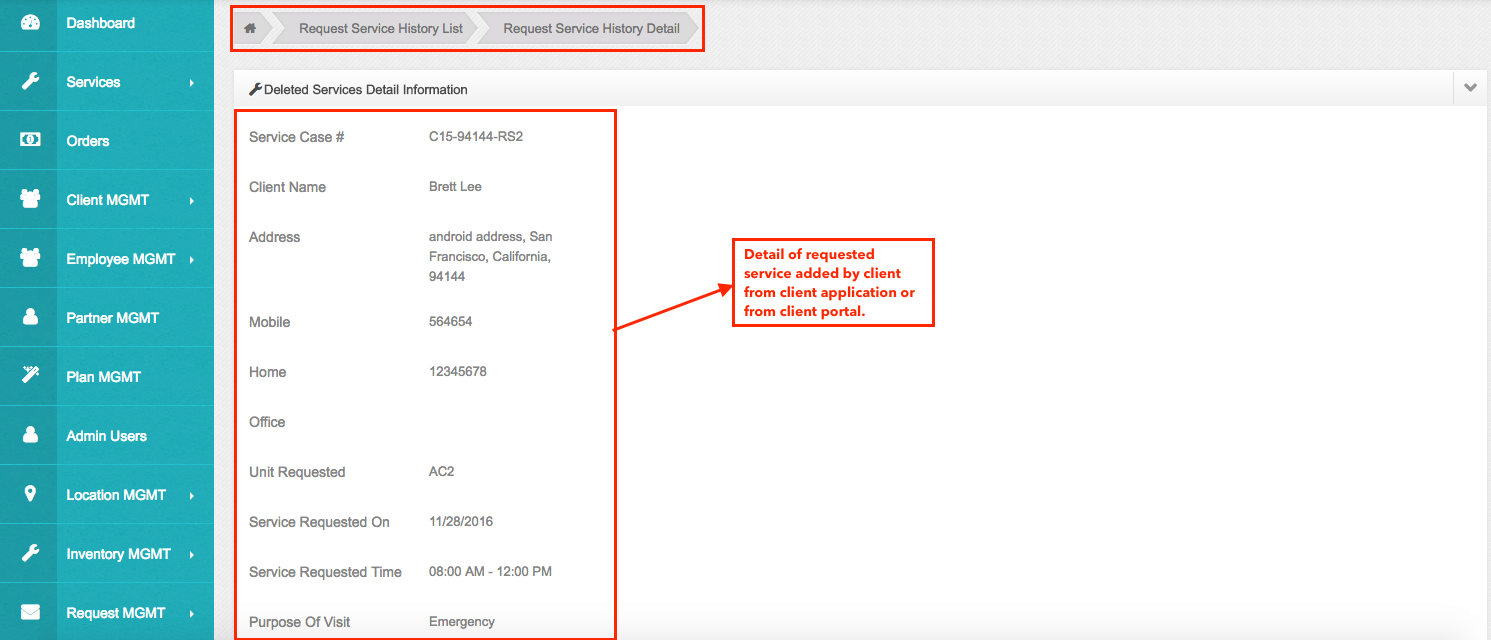 Dashboard
Services
Orders
Client MGMT
Employee MGMT
Partner MGMT
Plan MGMT
Admin Users
Location MGMT
Inventory MGMT
Request MGMT
Request Service History List Request Service History Detail
Deleted Services Detail Information
Service Case # C15-94144-RS2
Client Name Brett Lee
Address android address, San
Francisco, California,
94144
Mobile 564654
Home 12345678
Office
Unit Requested AC2
Service Requested On 11/28/2016
Service Requested Time 08:00 AM - 12:00 PM
Purpose Of Visit Emergency
Detail of requested
service added by client
from client application or
from client portal.